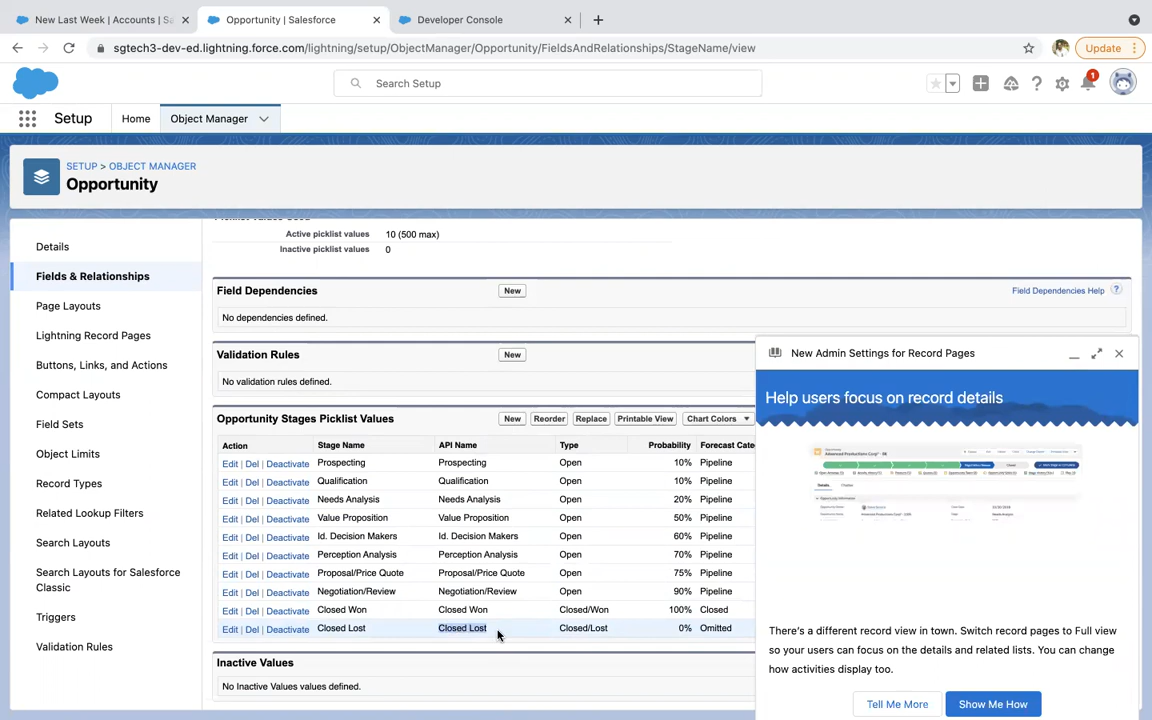 New Last Week | Accounts | Sa
Opportunity | Salesforce
Developer Console
sgtech3-dev-ed.lightning.force.com/lightning/setup/ObjectManager/Opportunity/FieldsAndRelationships/StageName/view
Update
Search Setup
1
Setup
Home
Object Manager
SETUP > OBJECT MANAGER
Opportunity
Details
Fields & Relationships
Page Layouts
Lightning Record Pages
Buttons, Links, and Actions
Compact Layouts
Field Sets
Object Limits
Record Types
Related Lookup Filters
Search Layouts
Search Layouts for Salesforce
Classic
Triggers
Validation Rules
Active picklist values 10 (500 max)
Inactive picklist values 0
Field Dependencies New Field Dependencies Help ?
No dependencies defined.
Validation Rules New
No validation rules defined.
Opportunity Stages Picklist Values New Reorder Replace Printable View Chart Colors
Action Stage Name API Name Type Probability Forecast Cate
Edit | Del | Deactivate Prospecting Prospecting Open 10% Pipeline
Edit | Del | Deactivate Qualification Qualification Open 10% Pipeline
Edit | Del | Deactivate Needs Analysis Needs Analysis Open 20% Pipeline
Edit | Del | Deactivate Value Proposition Value Proposition Open 50% Pipeline
Edit | Del | Deactivate Id. Decision Makers Id. Decision Makers Open 60% Pipeline
Edit | Del | Deactivate Perception Analysis Perception Analysis Open 70% Pipeline
Edit | Del | Deactivate Proposal/Price Quote Proposal/Price Quote Open 75% Pipeline
Edit | Del | Deactivate Negotiation/Review Negotiation/Review Open 90% Pipeline
Edit | Del | Deactivate Closed Won Closed Won Closed/Won 100% Closed
Edit | Del | Deactivate Closed Lost Closed Lost Closed/Lost 0% Omitted
Inactive Values
No Inactive Values values defined.
New Admin Settings for Record Pages
Help users focus on record details
There's a different record view in town. Switch record pages to Full view
so your users can focus on the details and related lists. You can change
how activities display too.
Tell Me More
Show Me How